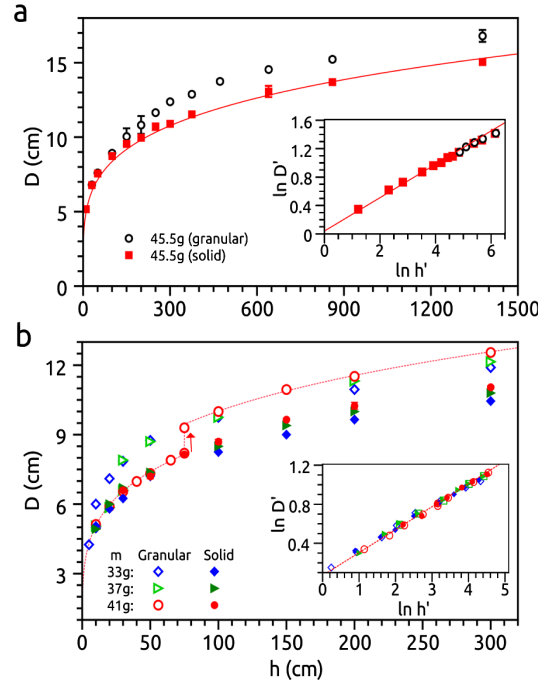 a
15
10
5
0
D (cm)
45.5g (granular)
45.5g (solid)
1.6
1.2
0.8
0.4
0
ln D'
0 2 4 6
ln h'
0 300 600 900 1200 1500
b
12
9
6
3
D (cm)
m Granular Solid
33g:
37g:
41g:
1.2
0.8
0.4
ln D'
0 1 2 3 4 5
ln h'
0 50 100 150 200 250 300
h (cm)